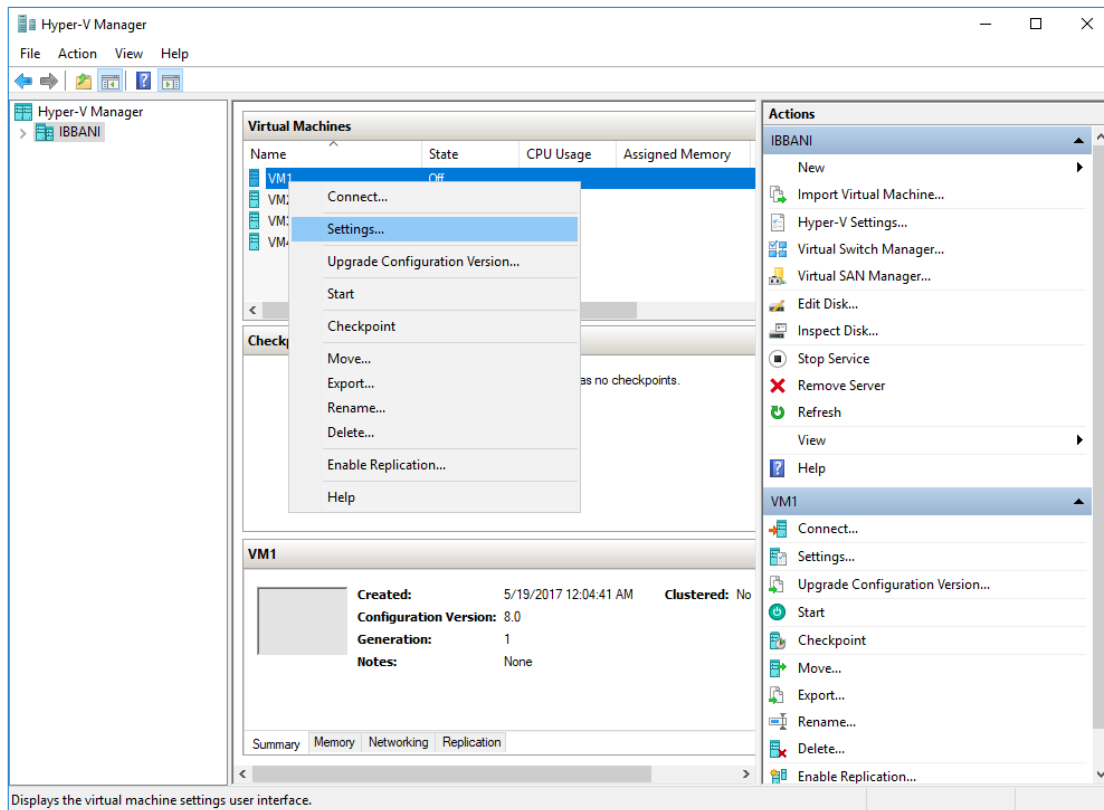 Hyper-V Manager
File Action View Help
Hyper-V Manager
IBBANI
Virtual Machines
Name State CPU Usage Assigned Memory
VM1 Off
VM2
VM3
VM4
Connect...
Settings...
Upgrade Configuration Version...
Start
Checkpoint
Move...
Export...
Rename...
Delete...
Enable Replication...
Help
as no checkpoints.
VM1
Created: 5/19/2017 12:04:41 AM Clustered: No
Configuration Version: 8.0
Generation: 1
Notes: None
Summary Memory Networking Replication
Actions
IBBANI
New
Import Virtual Machine...
Hyper-V Settings...
Virtual Switch Manager...
Virtual SAN Manager...
Edit Disk...
Inspect Disk...
Stop Service
Remove Server
Refresh
View
Help
VM1
Connect...
Settings...
Upgrade Configuration Version...
Start
Checkpoint
Move...
Export...
Rename...
Delete...
Enable Replication...
Displays the virtual machine settings user interface.